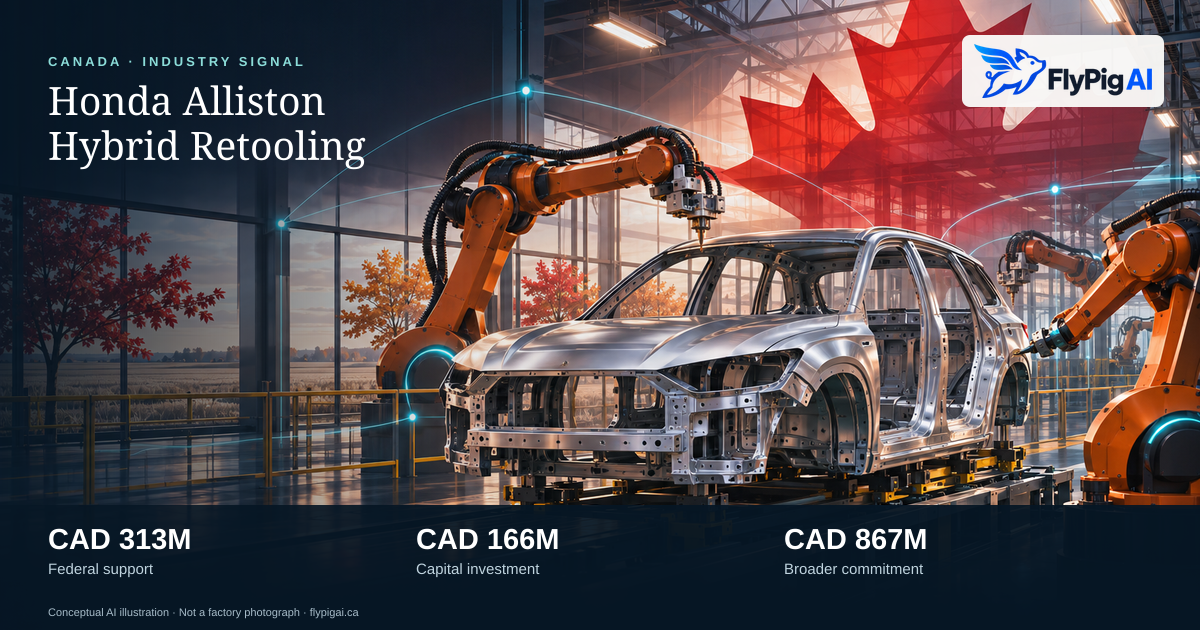 CANADA · INDUSTRY SIGNAL
Honda Alliston
Hybrid Retooling
FlyPig AI
CAD 313M
Federal support
CAD 166M
Capital investment
CAD 867M
Broader commitment
Conceptual AI illustration · Not a factory photograph · flypigai.ca